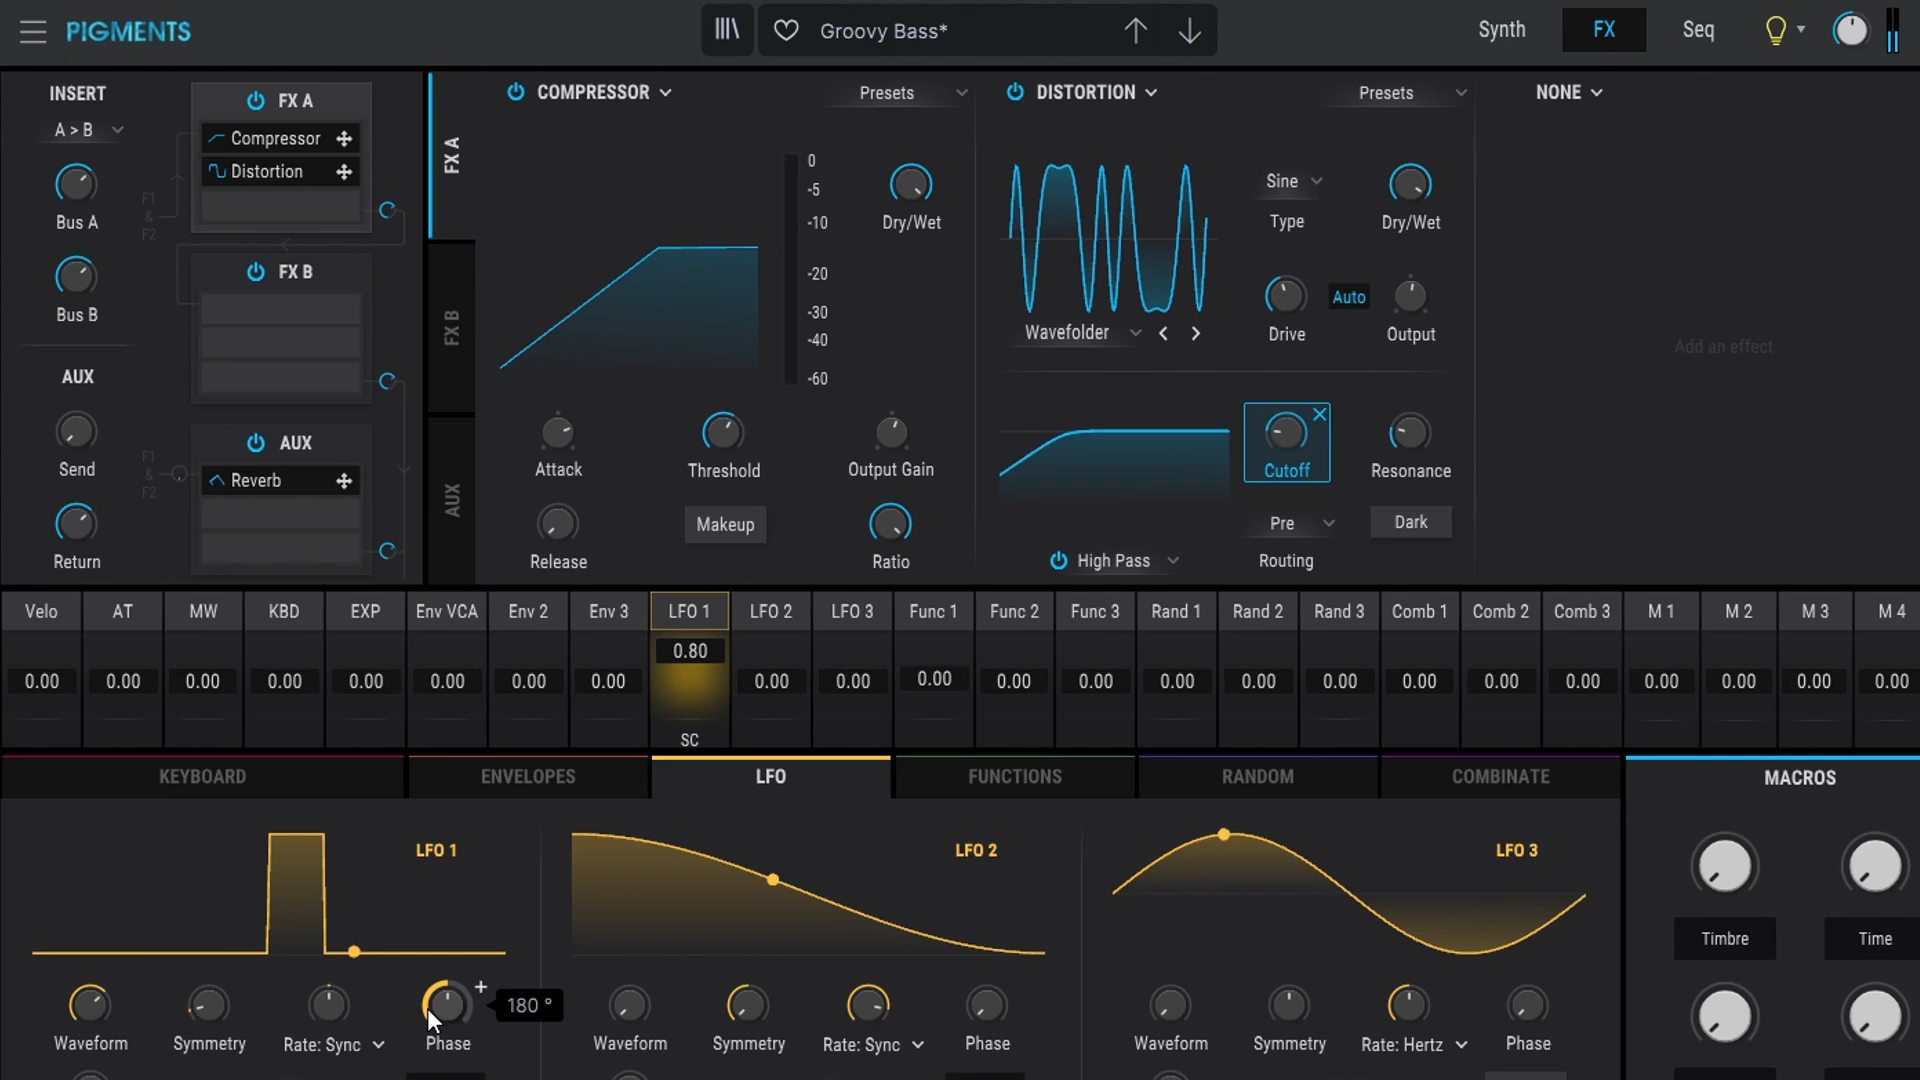 PIGMENTS
Groovy Bass*
Synth
FX
Seq
INSERT
A > B
Bus A
Bus B
AUX
Send
Return
FX A
Compressor
Distortion
FX B
AUX
Reverb
F1
&
F2
F1
&
F2
FX A
FX B
AUX
COMPRESSOR
Presets
0
-5
-10
-20
-30
-40
-60
Dry/Wet
Attack
Threshold
Output Gain
Release
Makeup
Ratio
DISTORTION
Presets
Sine
Type
Dry/Wet
Wavefolder
Drive
Auto
Output
Cutoff
Resonance
Pre
Dark
High Pass
Routing
NONE
Add an effect
Velo AT MW KBD EXP Env VCA Env 2 Env 3 LFO 1 LFO 2 LFO 3 Func 1 Func 2 Func 3 Rand 1 Rand 2 Rand 3 Comb 1 Comb 2 Comb 3 M 1 M 2 M 3 M 4
0.00 0.00 0.00 0.00 0.00 0.00 0.00 0.00 0.80 0.00 0.00 0.00 0.00 0.00 0.00 0.00 0.00 0.00 0.00 0.00 0.00 0.00 0.00 0.00
SC
KEYBOARD ENVELOPES LFO FUNCTIONS RANDOM COMBINATE MACROS
LFO 1
Waveform Symmetry Rate: Sync Phase
180 °
LFO 2
Waveform Symmetry Rate: Sync Phase
LFO 3
Waveform Symmetry Rate: Hertz Phase
Timbre Time